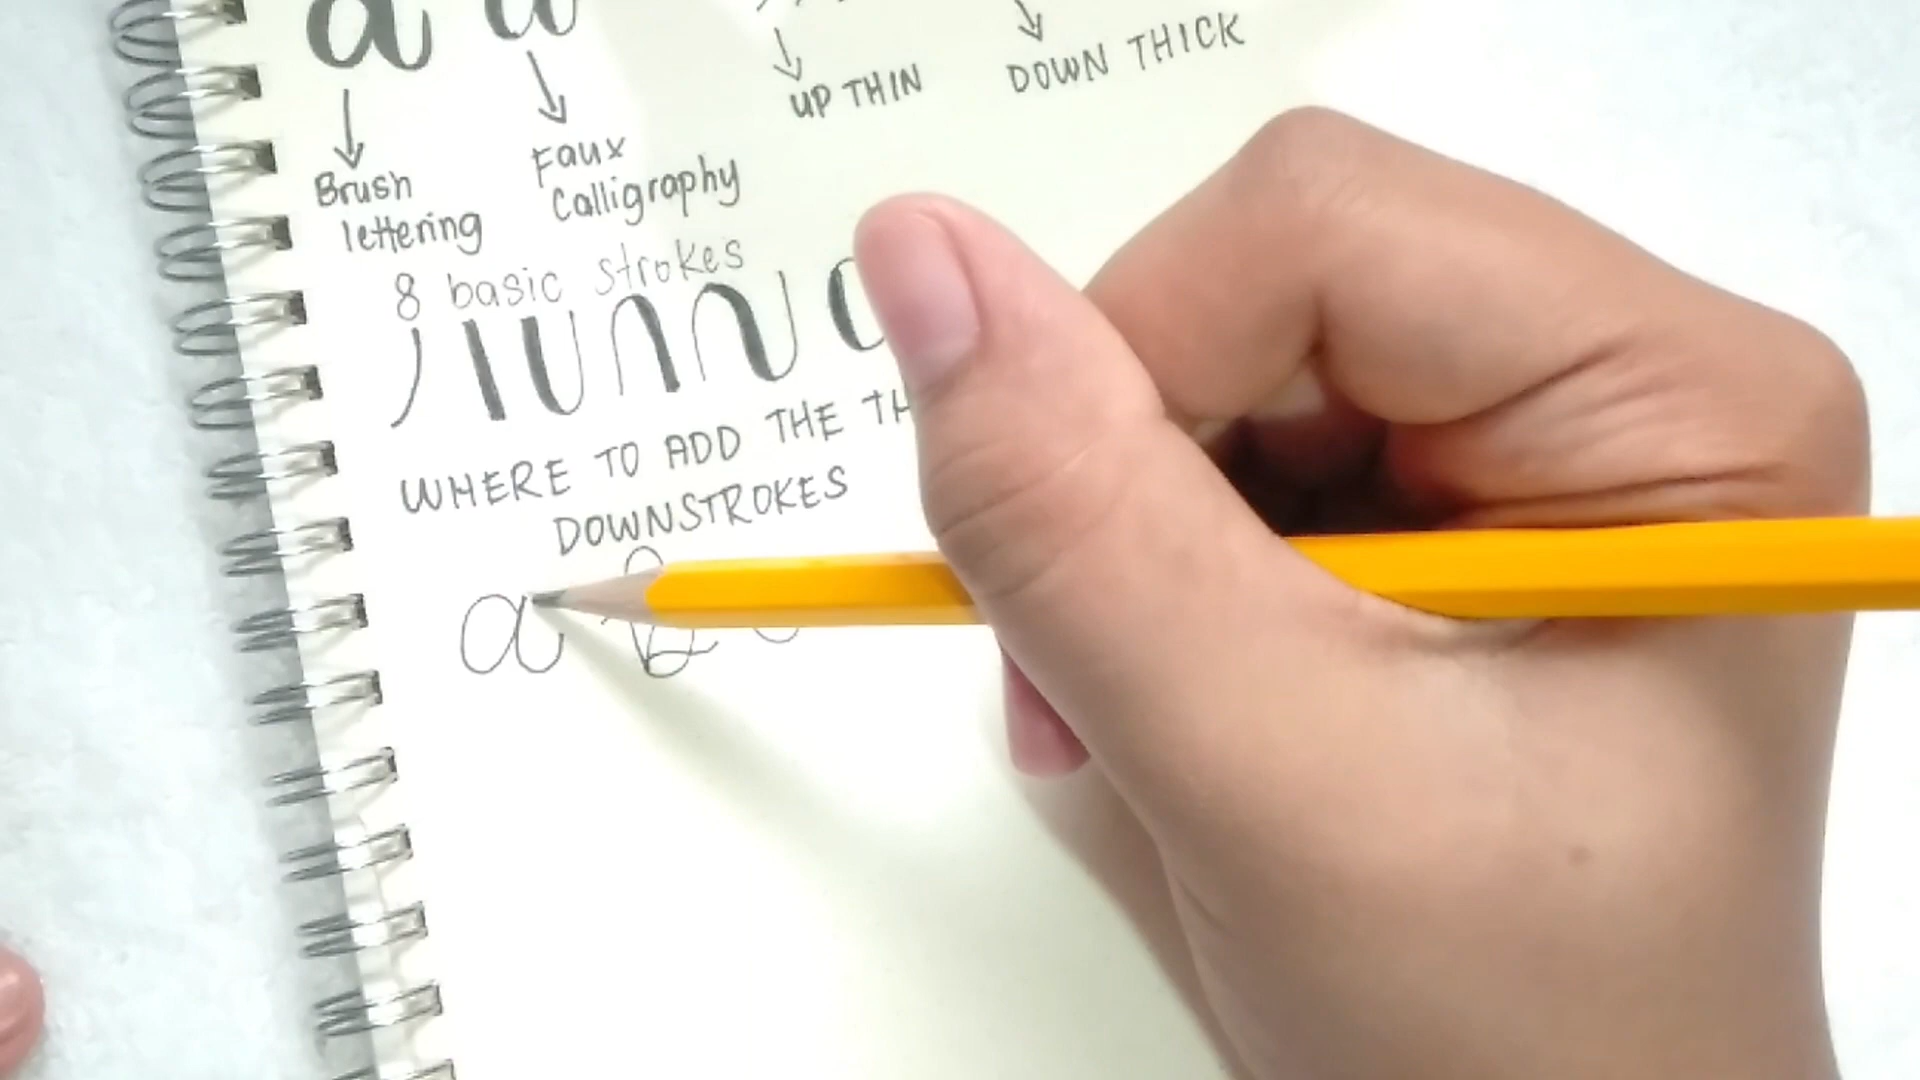 a a
UP THIN
DOWN THICK
Brush
lettering
Faux
Calligraphy
8 basic strokes
WHERE TO ADD THE
DOWNSTROKES
a b